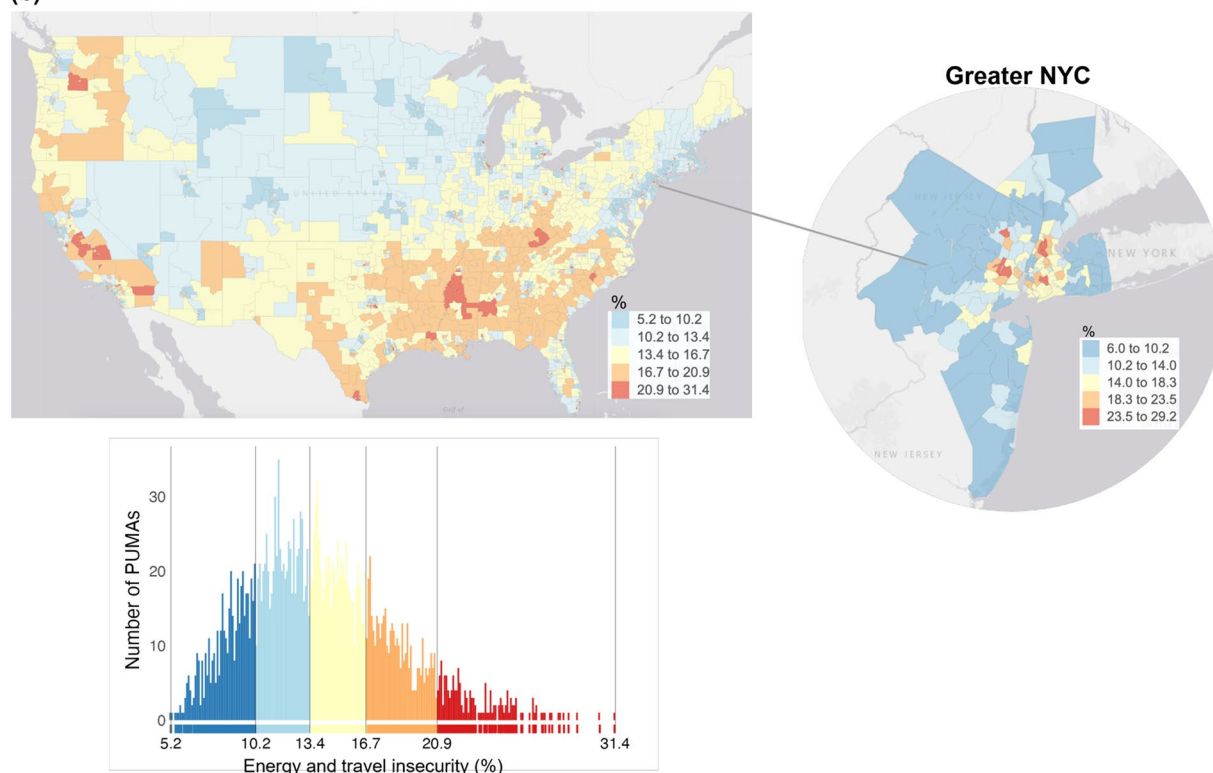 Greater NYC
UNITED STATES
NEW JERSEY
NEW YORK
%
5.2 to 10.2
10.2 to 13.4
13.4 to 16.7
16.7 to 20.9
20.9 to 31.4
%
6.0 to 10.2
10.2 to 14.0
14.0 to 18.3
18.3 to 23.5
23.5 to 29.2
NEW JERSEY
Number of PUMAs
30
20
10
0
5.2 10.2 13.4 16.7 20.9 31.4
Energy and travel insecurity (%)